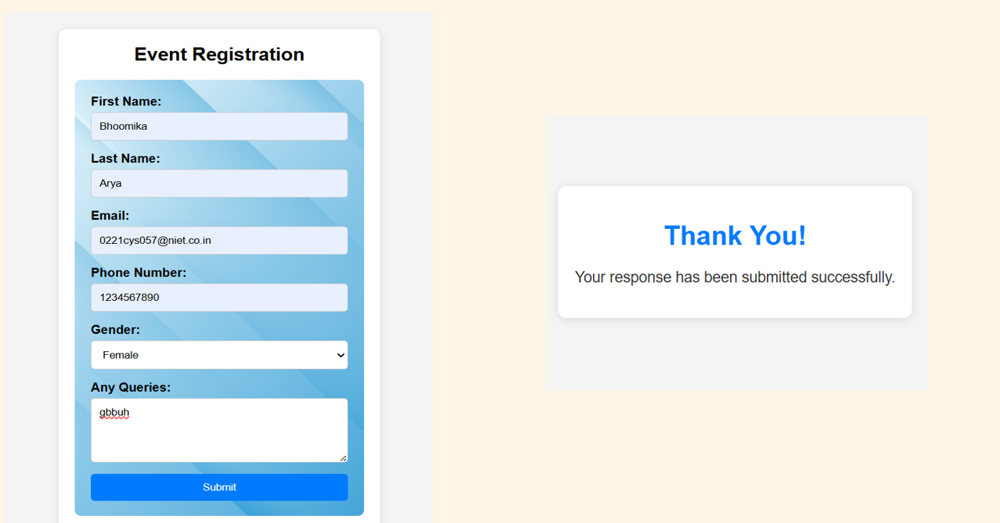 Event Registration
First Name:
Bhoomika
Last Name:
Arya
Email:
0221cys057@niet.co.in
Phone Number:
1234567890
Gender:
Female
Any Queries:
gbbuh
Submit
Thank You!
Your response has been submitted successfully.